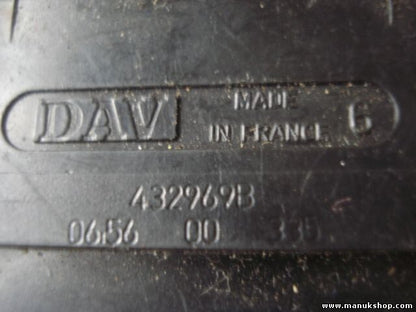 DAV MADE IN FRANCE 6
432969B
0656 00 335
www.manukshop.com